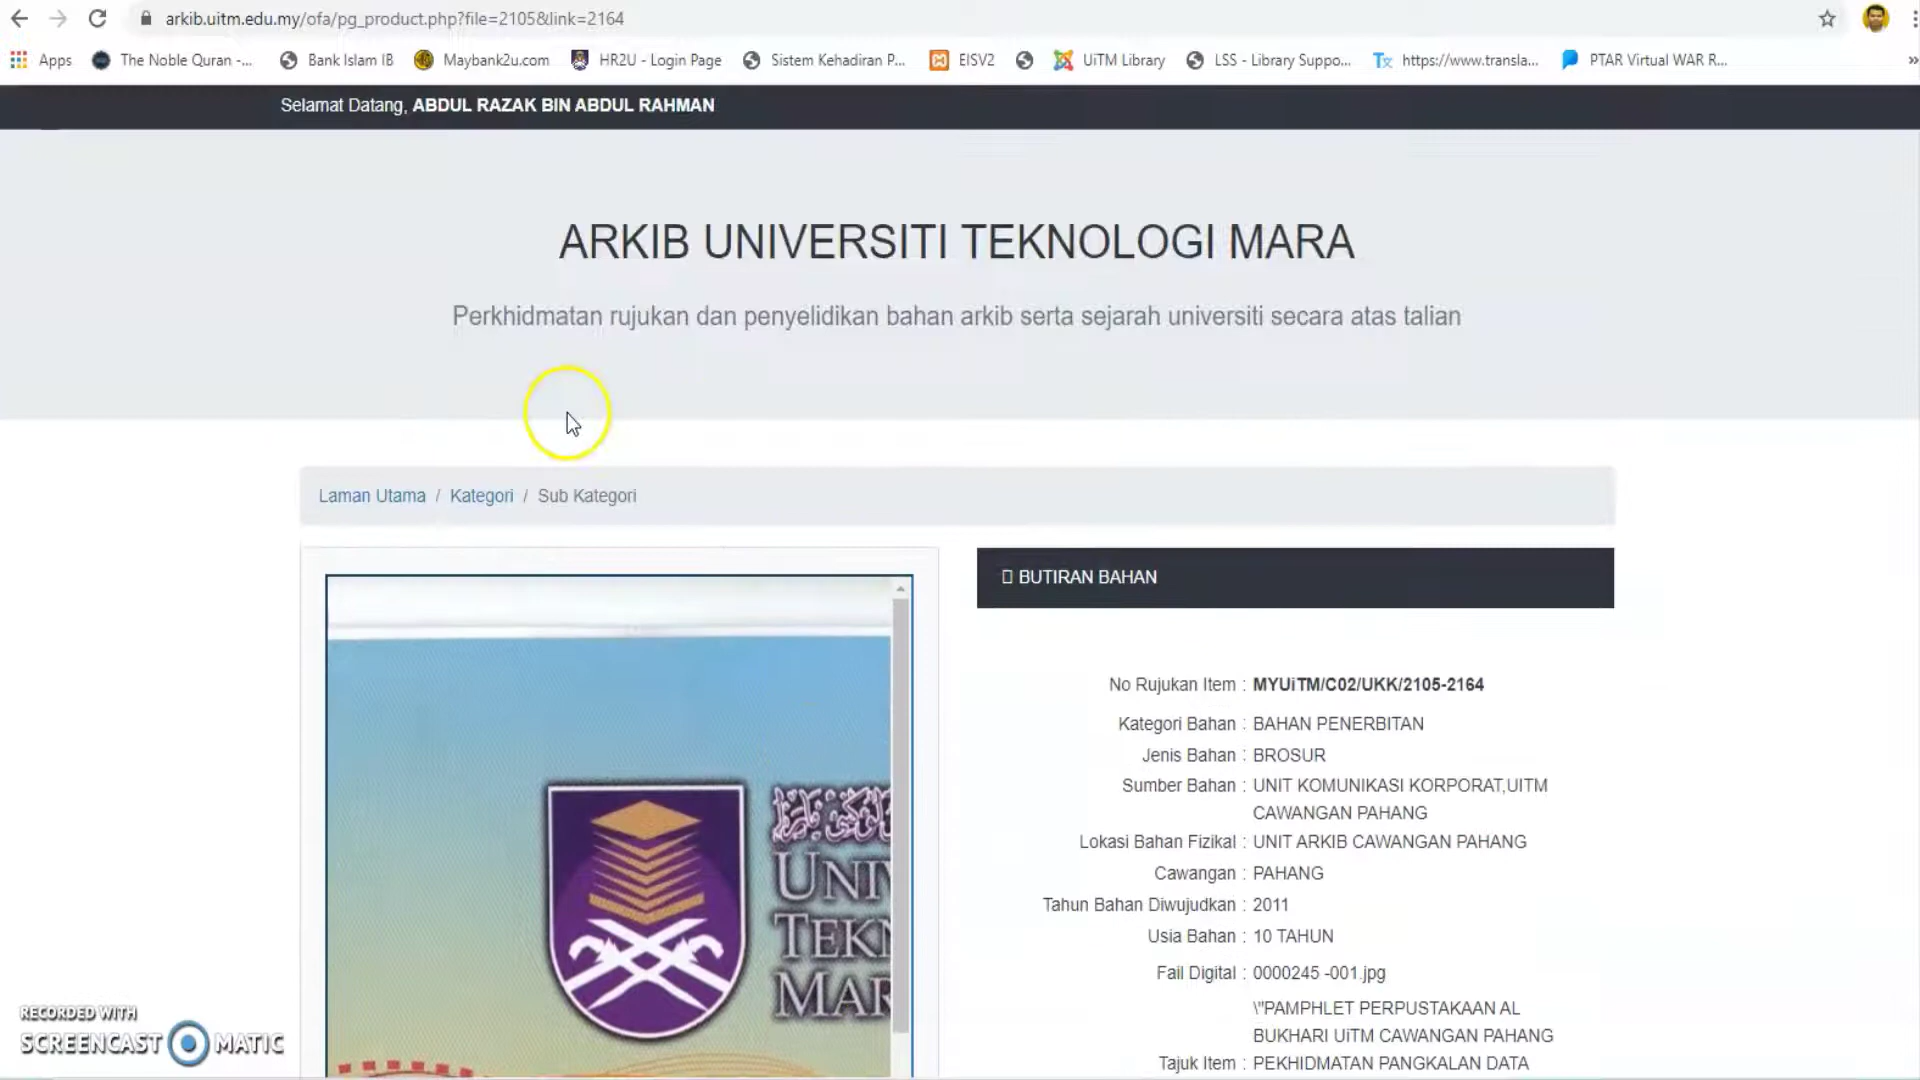 arkib.uitm.edu.my/ofa/pg_product.php?file=2105&link=2164
Apps The Noble Quran -... Bank Islam IB Maybank2u.com HR2U - Login Page Sistem Kehadiran P... EISV2 UiTM Library LSS - Library Suppo... Tx https://www.transla... PTAR Virtual WAR R... »
Selamat Datang, ABDUL RAZAK BIN ABDUL RAHMAN
ARKIB UNIVERSITI TEKNOLOGI MARA
Perkhidmatan rujukan dan penyelidikan bahan arkib serta sejarah universiti secara atas talian
Laman Utama / Kategori / Sub Kategori
BUTIRAN BAHAN
No Rujukan Item : MYUiTM/C02/UKK/2105-2164
Kategori Bahan : BAHAN PENERBITAN
Jenis Bahan : BROSUR
Sumber Bahan : UNIT KOMUNIKASI KORPORAT,UITM
CAWANGAN PAHANG
Lokasi Bahan Fizikal : UNIT ARKIB CAWANGAN PAHANG
Cawangan : PAHANG
Tahun Bahan Diwujudkan : 2011
Usia Bahan : 10 TAHUN
Fail Digital : 0000245 -001.jpg
\"PAMPHLET PERPUSTAKAAN AL
BUKHARI UiTM CAWANGAN PAHANG
Tajuk Item : PEKHIDMATAN PANGKALAN DATA
UNIV
TEKN
MAR
RECORDED WITH
SCREENCAST MATIC